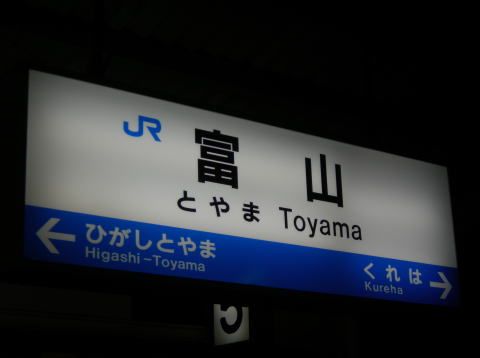 JR 富山
とやま Toyama
← ひがしとやま
Higashi-Toyama
くれは →
Kureha
5